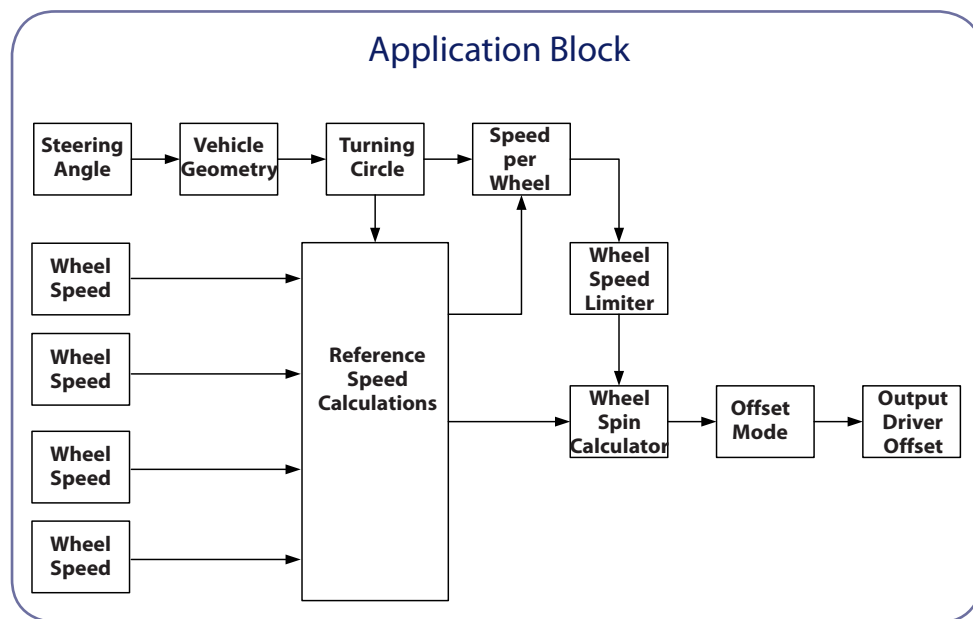 Application Block
Steering
Angle
Vehicle
Geometry
Turning
Circle
Speed
per
Wheel
Wheel
Speed
Wheel
Speed
Limiter
Wheel
Speed
Reference
Speed
Calculations
Wheel
Spin
Calculator
Offset
Mode
Output
Driver
Offset
Wheel
Speed
Wheel
Speed